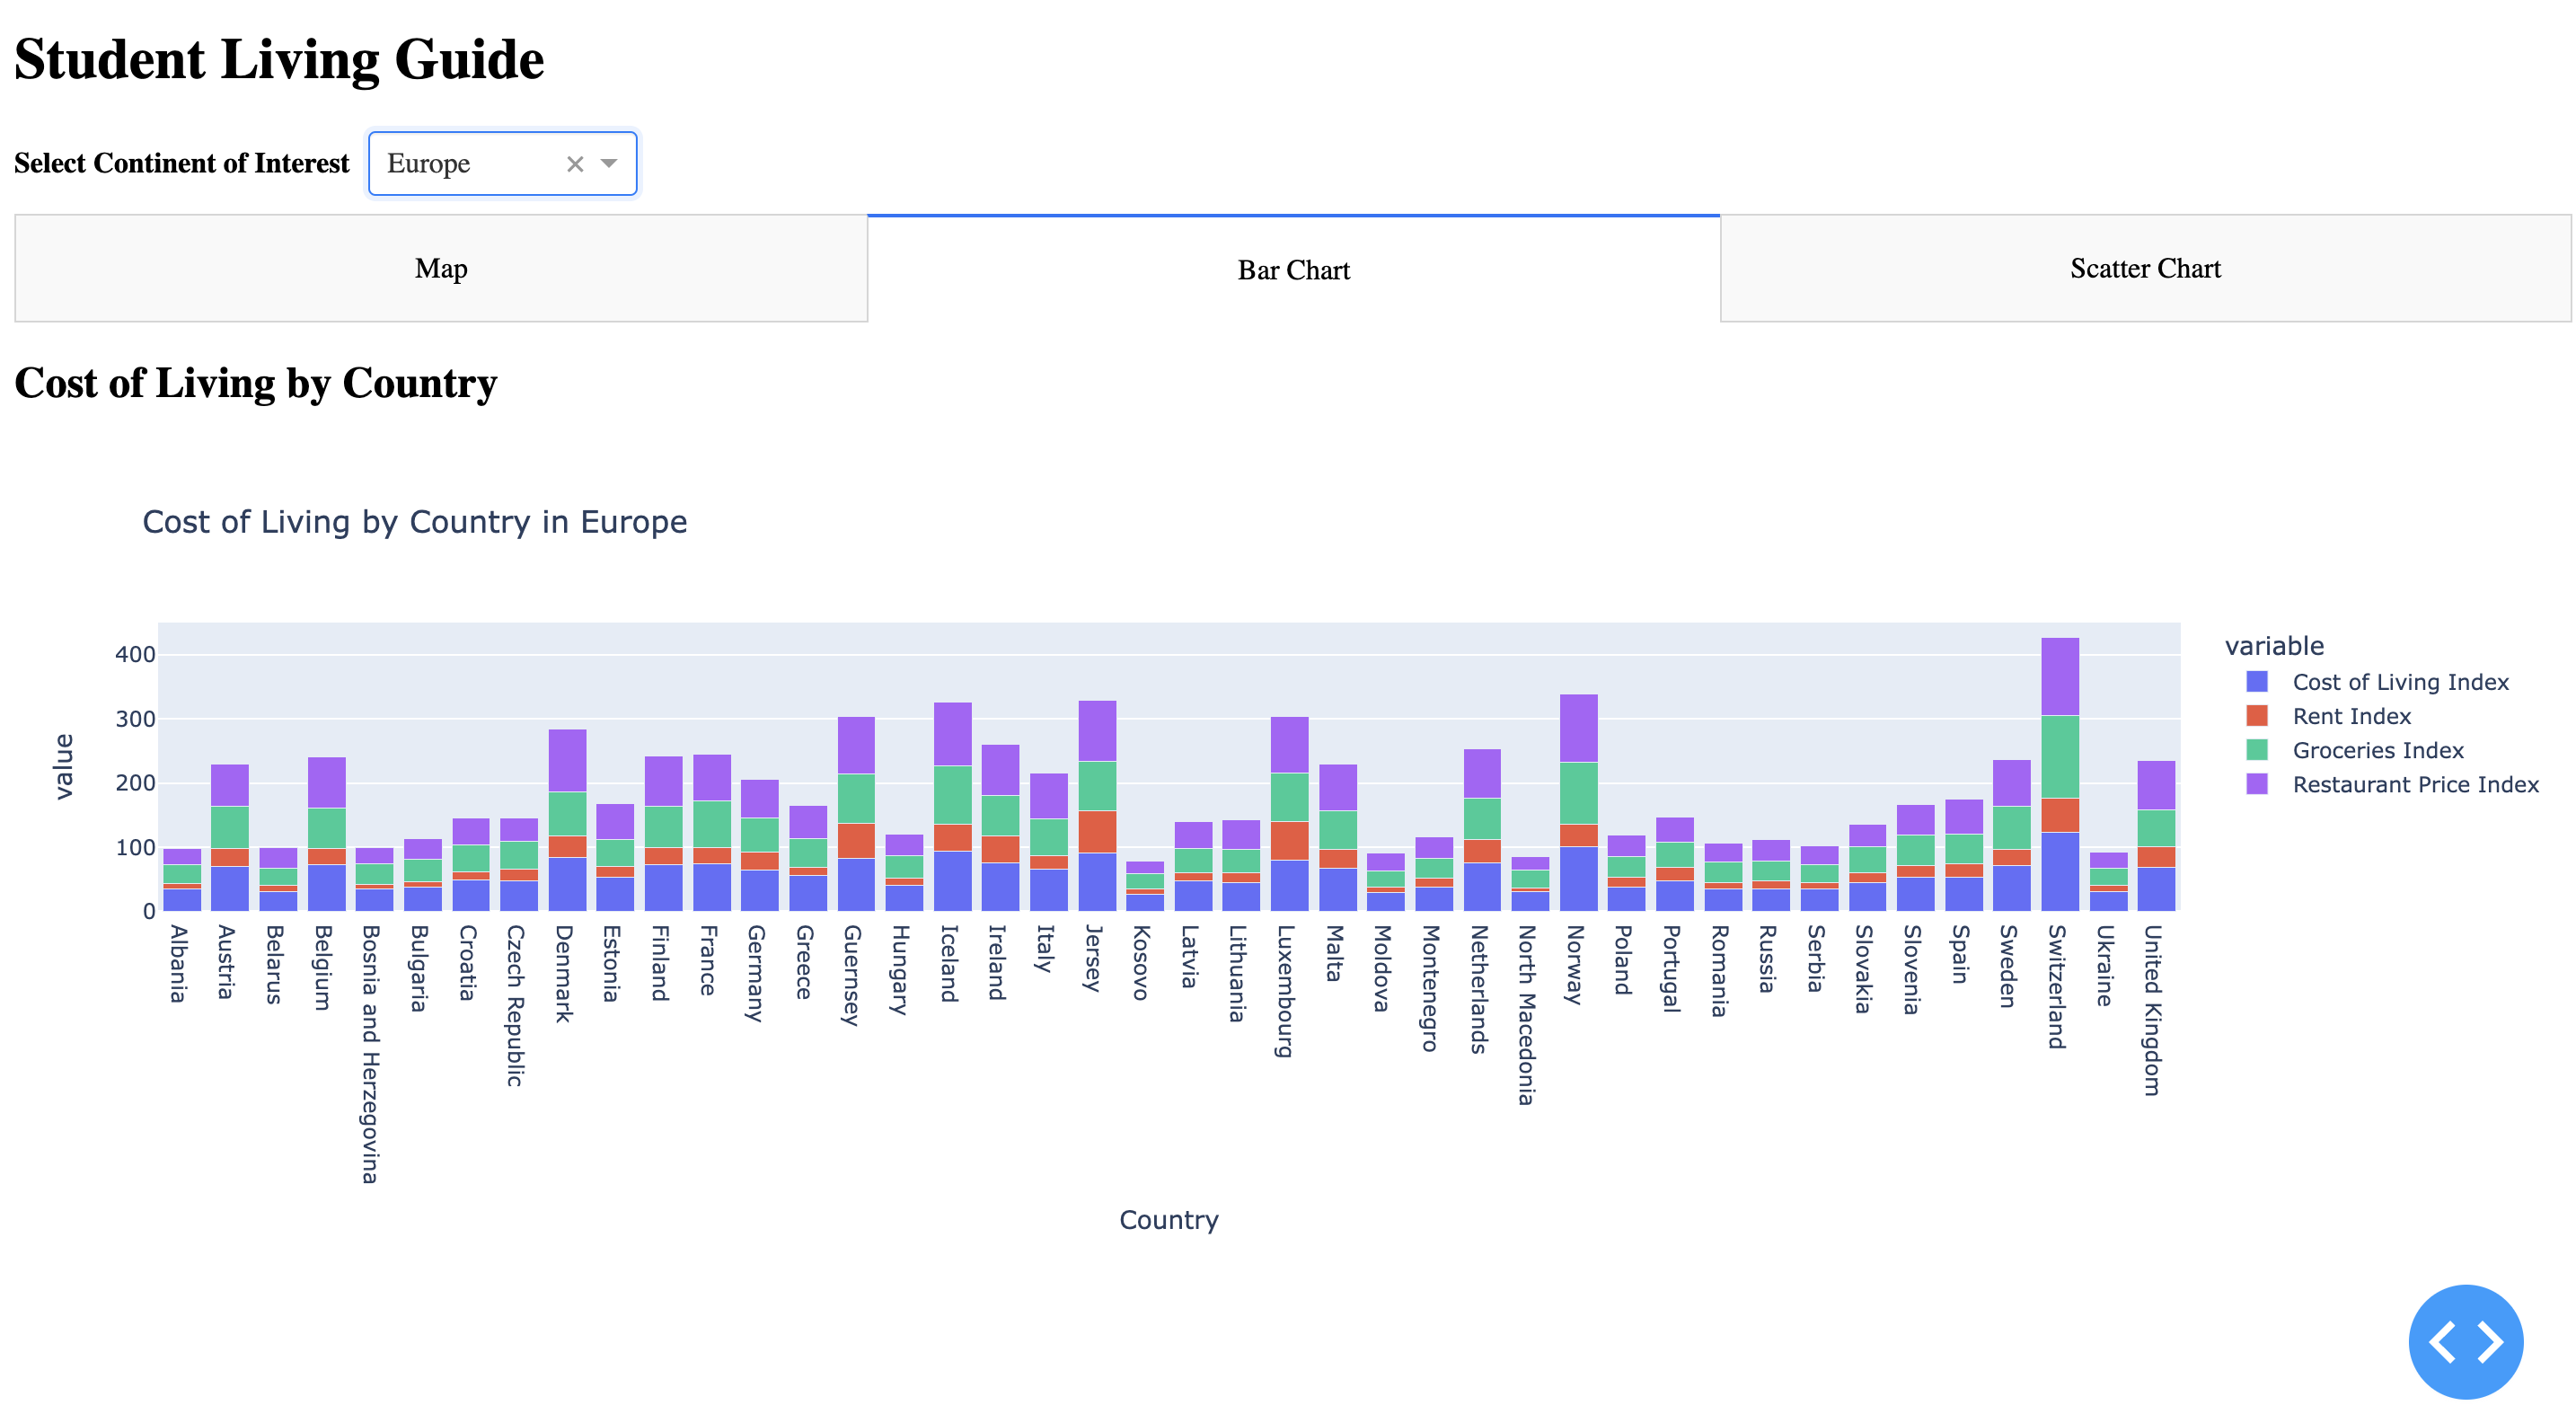 Student Living Guide
Select Continent of Interest
Europe
Map
Bar Chart
Scatter Chart
Cost of Living by Country
Cost of Living by Country in Europe
value
400
300
200
100
0
Albania
Austria
Belarus
Belgium
Bosnia and Herzegovina
Bulgaria
Croatia
Czech Republic
Denmark
Estonia
Finland
France
Germany
Greece
Guernsey
Hungary
Iceland
Ireland
Italy
Jersey
Kosovo
Latvia
Lithuania
Luxembourg
Malta
Moldova
Montenegro
Netherlands
North Macedonia
Norway
Poland
Portugal
Romania
Russia
Serbia
Slovakia
Slovenia
Spain
Sweden
Switzerland
Ukraine
United Kingdom
Country
variable
Cost of Living Index
Rent Index
Groceries Index
Restaurant Price Index